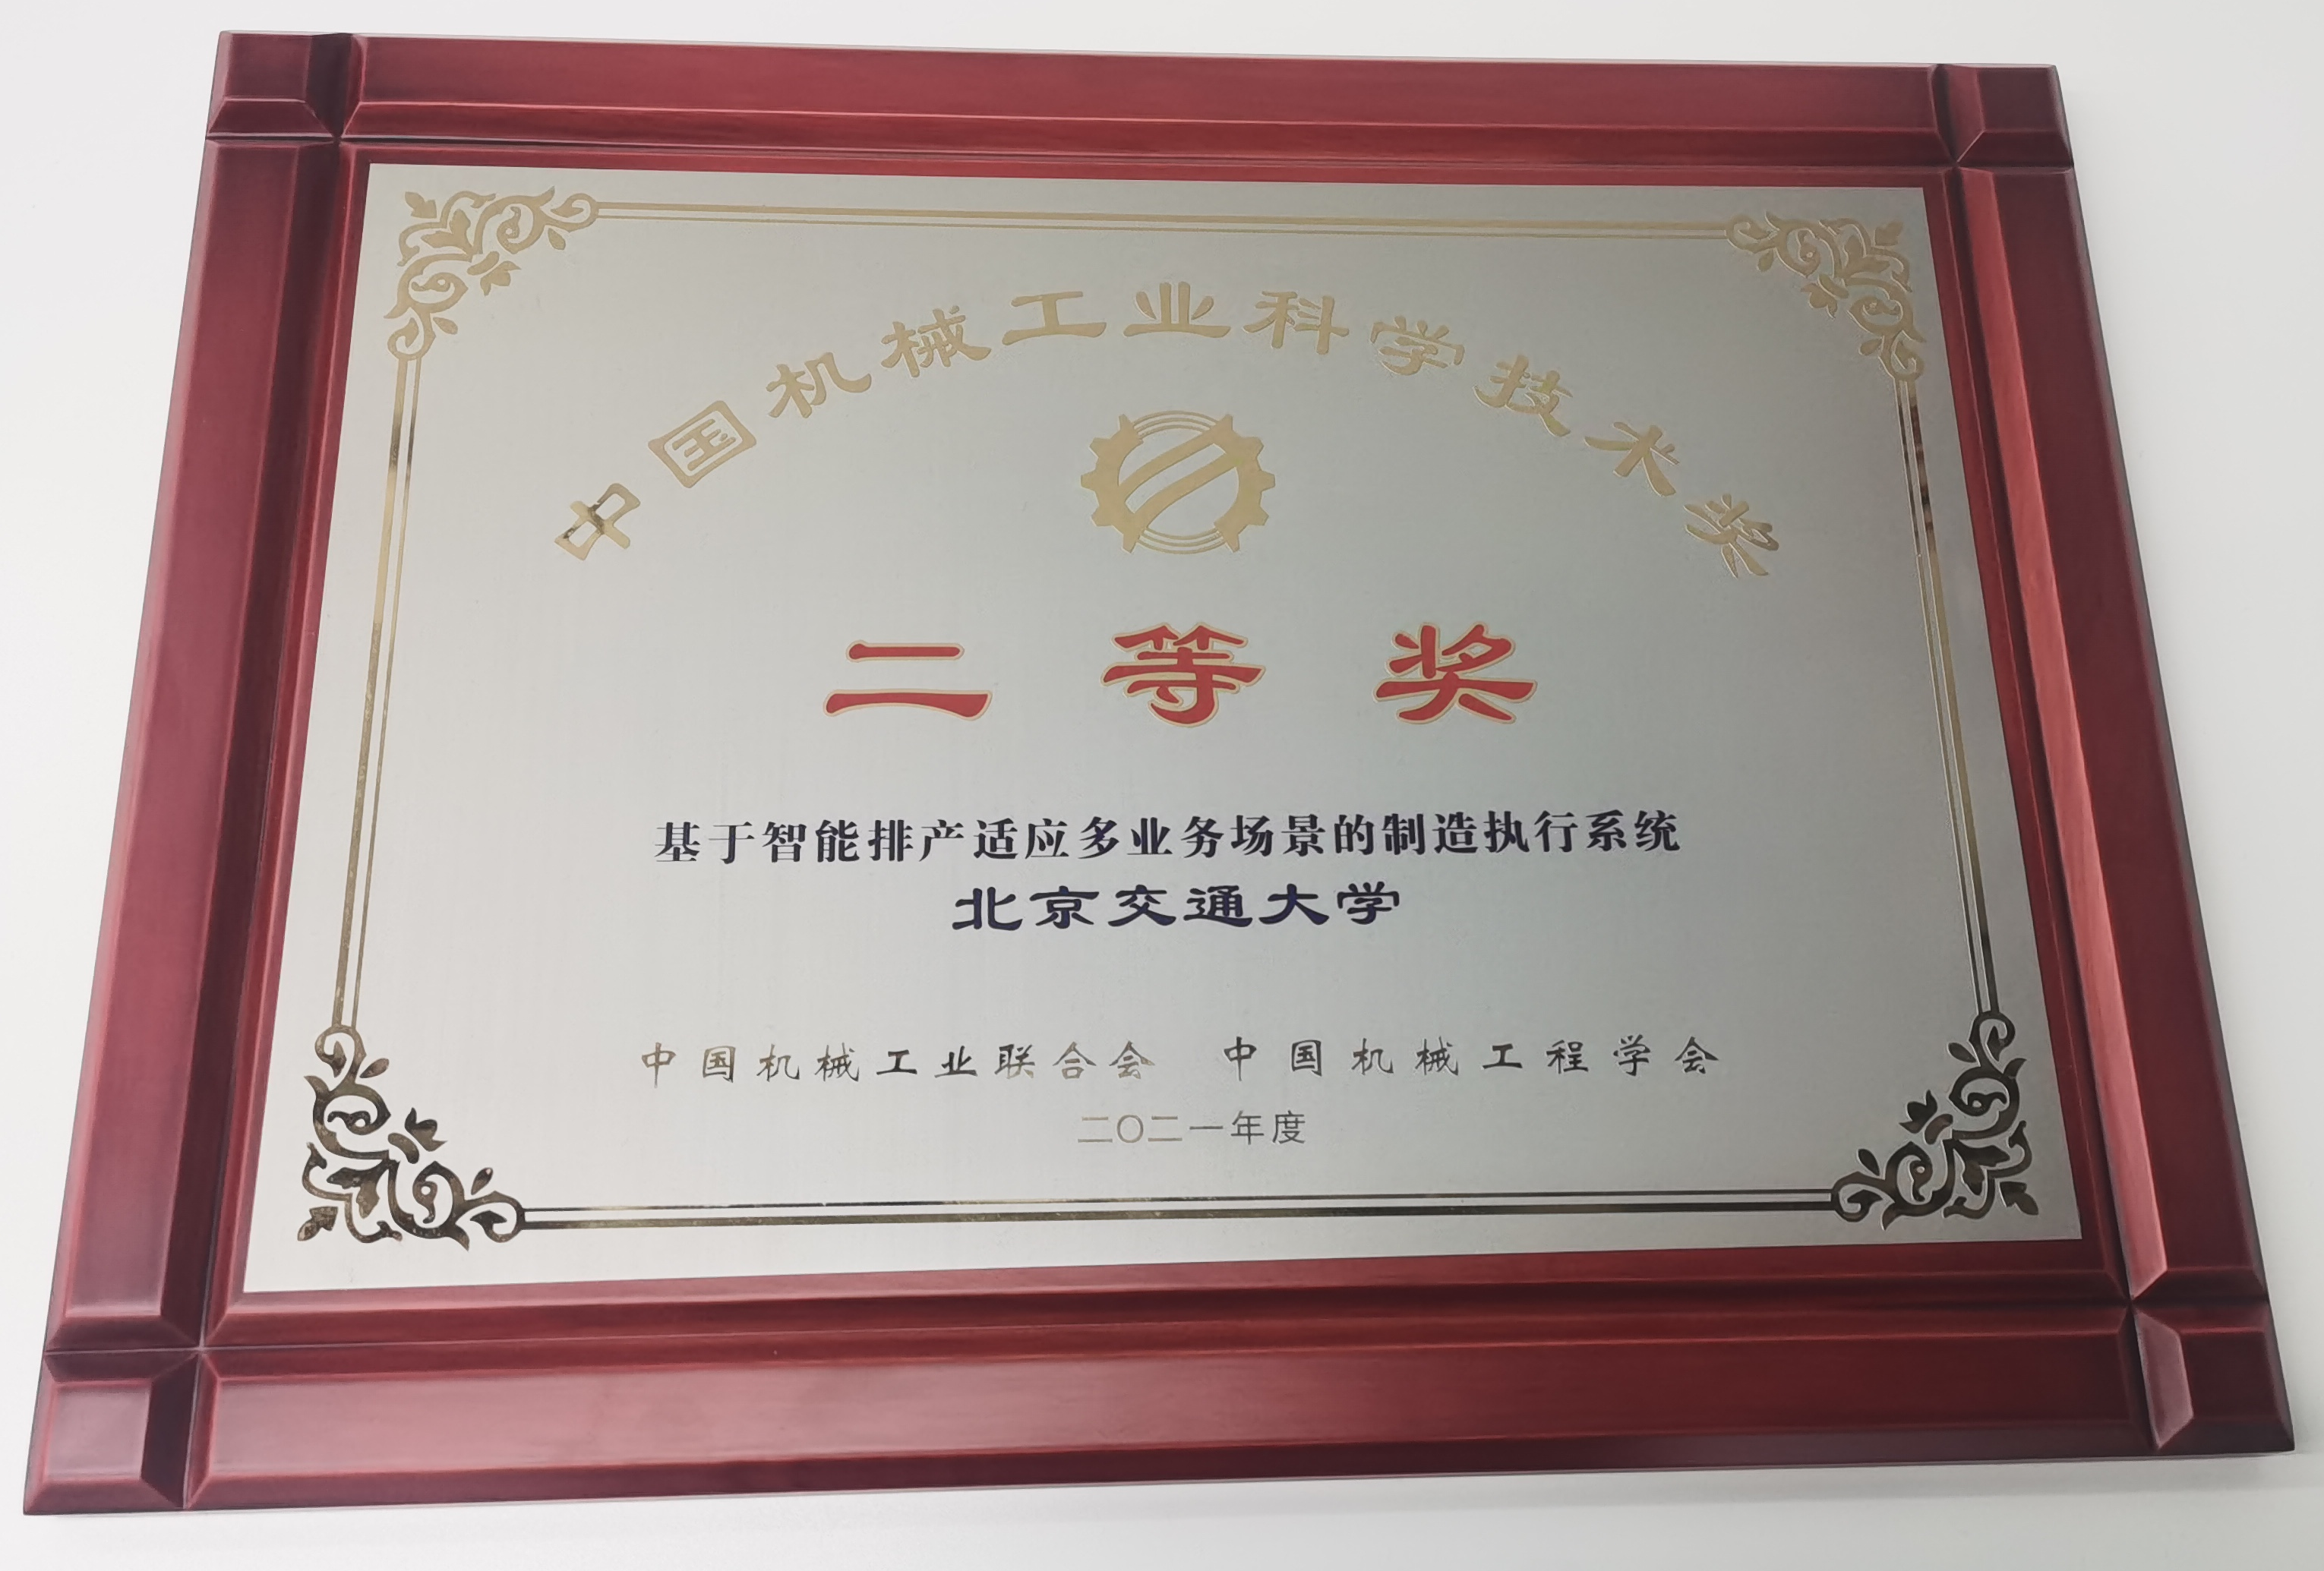 中国机械工业科学技术奖
二等奖
基于智能排产适应多业务场景的制造执行系统
北京交通大学
中国机械工业联合会 中国机械工程学会
二〇二一年度